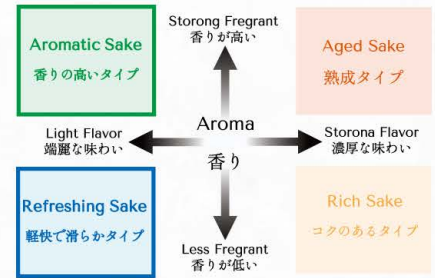 Storong Fregrant
香りが高い
Aromatic Sake
香りの高いタイプ
Aged Sake
熟成タイプ
Light Flavor
端麗な味わい
Aroma
香り
Storona Flavor
濃厚な味わい
Refreshing Sake
軽快で滑らかタイプ
Rich Sake
コクのあるタイプ
Less Fregrant
香りが低い